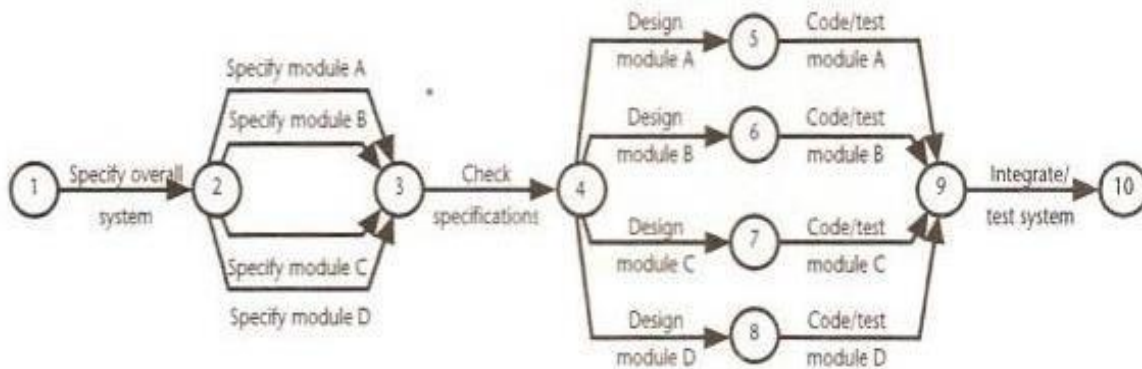 Design
module A
5
Code/test
module A
Specify module A
Specify module B
Design
module B
6
Code/test
module B
1
Specify overall
system
2
3
Check
specifications
4
9
Integrate/
test system
10
Specify module C
Specify module D
Design
module C
7
Code/test
module C
Design
module D
8
Code/test
module D